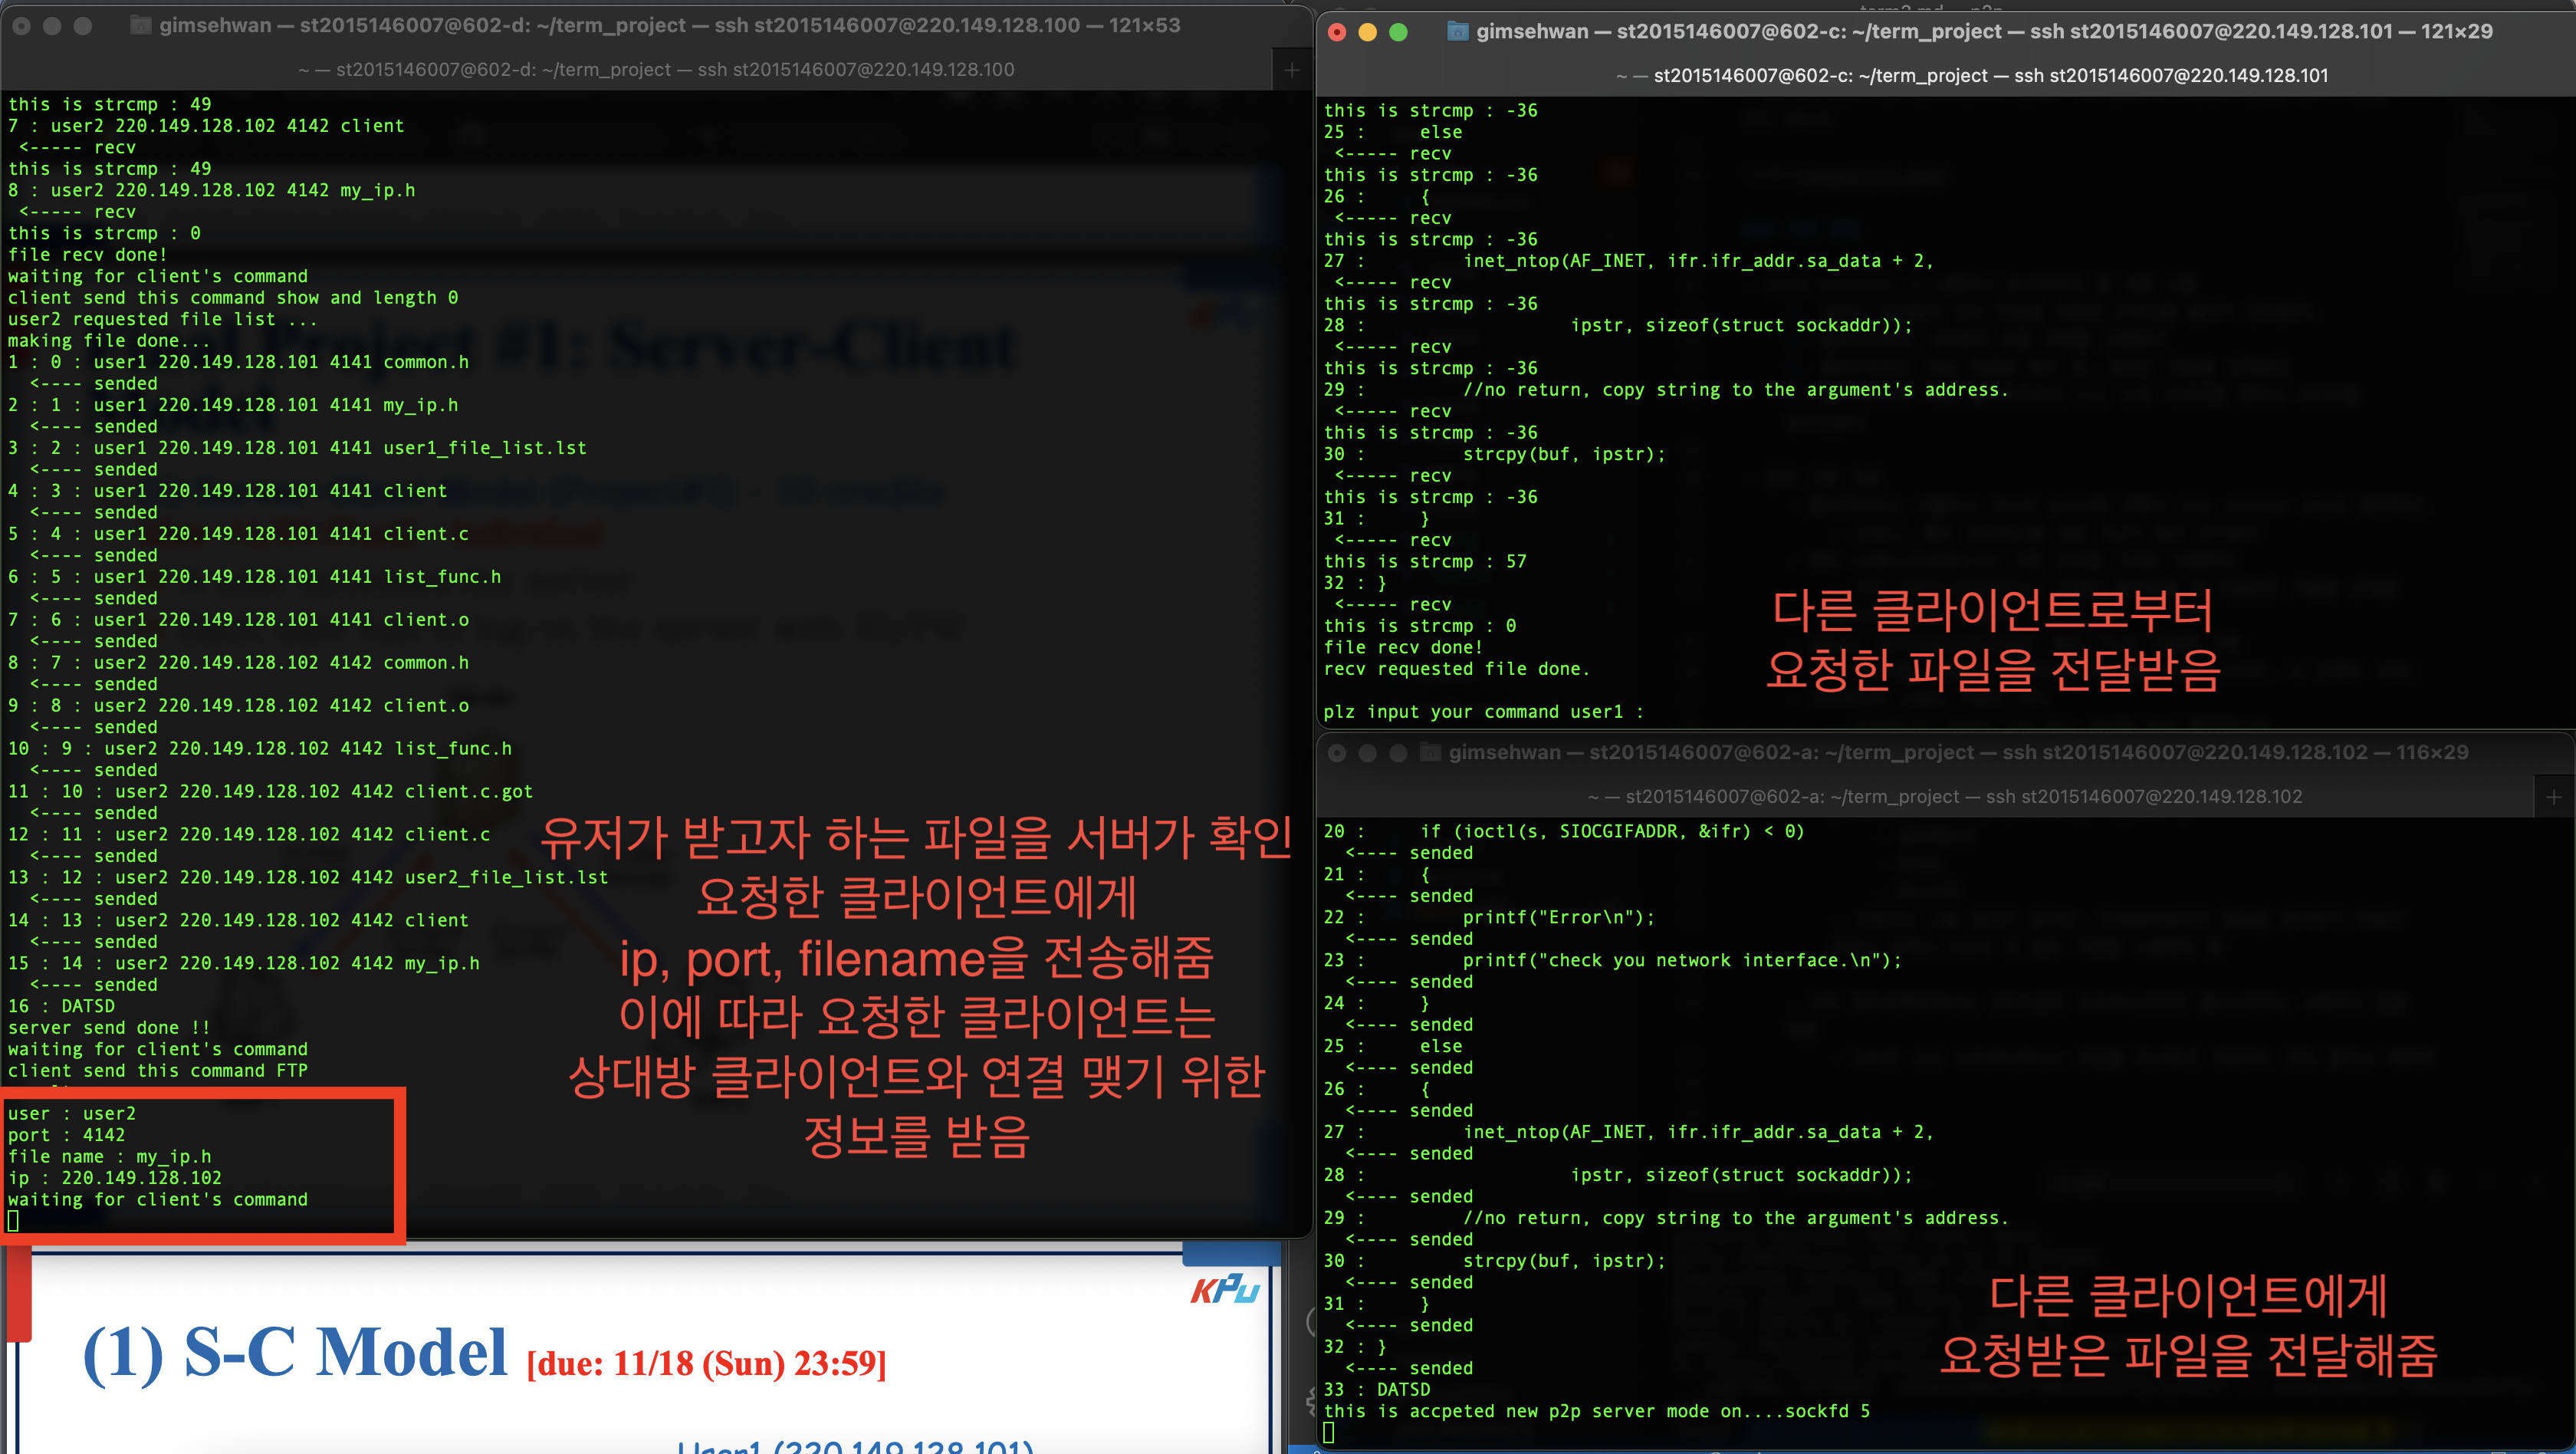 gimsehwan — st2015146007@602-d: ~/term_project — ssh st2015146007@220.149.128.100 — 121×53
~ — st2015146007@602-d: ~/term_project — ssh st2015146007@220.149.128.100
this is strcmp : 49
7 : user2 220.149.128.102 4142 client
<----- recv
this is strcmp : 49
8 : user2 220.149.128.102 4142 my_ip.h
<----- recv
this is strcmp : 0
file recv done!
waiting for client's command
client send this command show and length 0
user2 requested file list ...
making file done...
1 : 0 : user1 220.149.128.101 4141 common.h
<---- sended
2 : 1 : user1 220.149.128.101 4141 my_ip.h
<---- sended
3 : 2 : user1 220.149.128.101 4141 user1_file_list.lst
<---- sended
4 : 3 : user1 220.149.128.101 4141 client
<---- sended
5 : 4 : user1 220.149.128.101 4141 client.c
<---- sended
6 : 5 : user1 220.149.128.101 4141 list_func.h
<---- sended
7 : 6 : user1 220.149.128.101 4141 client.o
<---- sended
8 : 7 : user2 220.149.128.102 4142 common.h
<---- sended
9 : 8 : user2 220.149.128.102 4142 client.o
<---- sended
10 : 9 : user2 220.149.128.102 4142 list_func.h
<---- sended
11 : 10 : user2 220.149.128.102 4142 client.c.got
<---- sended
12 : 11 : user2 220.149.128.102 4142 client.c
<---- sended
13 : 12 : user2 220.149.128.102 4142 user2_file_list.lst
<---- sended
14 : 13 : user2 220.149.128.102 4142 client
<---- sended
15 : 14 : user2 220.149.128.102 4142 my_ip.h
<---- sended
16 : DATSD
server send done !!
waiting for client's command
client send this command FTP
user : user2
port : 4142
file name : my_ip.h
ip : 220.149.128.102
waiting for client's command
유저가 받고자 하는 파일을 서버가 확인
요청한 클라이언트에게
ip, port, filename을 전송해줌
이에 따라 요청한 클라이언트는
상대방 클라이언트와 연결 맺기 위한
정보를 받음
Project #1: Server-Client
KPU
(1) S-C Model [due: 11/18 (Sun) 23:59]
User1 (220.149.128.101)
gimsehwan — st2015146007@602-c: ~/term_project — ssh st2015146007@220.149.128.101 — 121×29
~ — st2015146007@602-c: ~/term_project — ssh st2015146007@220.149.128.101
this is strcmp : -36
25 : else
<----- recv
this is strcmp : -36
26 : {
<----- recv
this is strcmp : -36
27 : inet_ntop(AF_INET, ifr.ifr_addr.sa_data + 2,
<----- recv
this is strcmp : -36
28 : ipstr, sizeof(struct sockaddr));
<----- recv
this is strcmp : -36
29 : //no return, copy string to the argument's address.
<----- recv
this is strcmp : -36
30 : strcpy(buf, ipstr);
<----- recv
this is strcmp : -36
31 : }
<----- recv
this is strcmp : 57
32 : }
<----- recv
this is strcmp : 0
file recv done!
recv requested file done.
plz input your command user1 :
다른 클라이언트로부터
요청한 파일을 전달받음
gimsehwan — st2015146007@602-a: ~/term_project — ssh st2015146007@220.149.128.102 — 116×29
~ — st2015146007@602-a: ~/term_project — ssh st2015146007@220.149.128.102
20 : if (ioctl(s, SIOCGIFADDR, &ifr) < 0)
<---- sended
21 : {
<---- sended
22 : printf("Error\n");
<---- sended
23 : printf("check you network interface.\n");
<---- sended
24 : }
<---- sended
25 : else
<---- sended
26 : {
<---- sended
27 : inet_ntop(AF_INET, ifr.ifr_addr.sa_data + 2,
<---- sended
28 : ipstr, sizeof(struct sockaddr));
<---- sended
29 : //no return, copy string to the argument's address.
<---- sended
30 : strcpy(buf, ipstr);
<---- sended
31 : }
<---- sended
32 : }
<---- sended
33 : DATSD
this is accpeted new p2p server mode on....sockfd 5
다른 클라이언트에게
요청받은 파일을 전달해줌